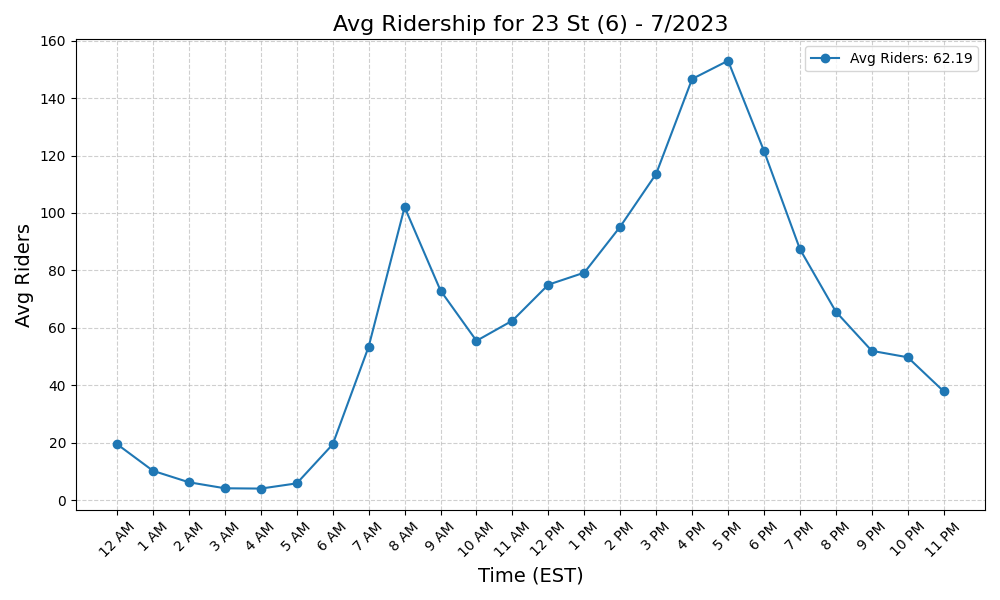 Avg Ridership for 23 St (6) - 7/2023
Avg Riders: 62.19
Avg Riders
160
140
120
100
80
60
40
20
0
12 AM
1 AM
2 AM
3 AM
4 AM
5 AM
6 AM
7 AM
8 AM
9 AM
10 AM
11 AM
12 PM
1 PM
2 PM
3 PM
4 PM
5 PM
6 PM
7 PM
8 PM
9 PM
10 PM
11 PM
Time (EST)